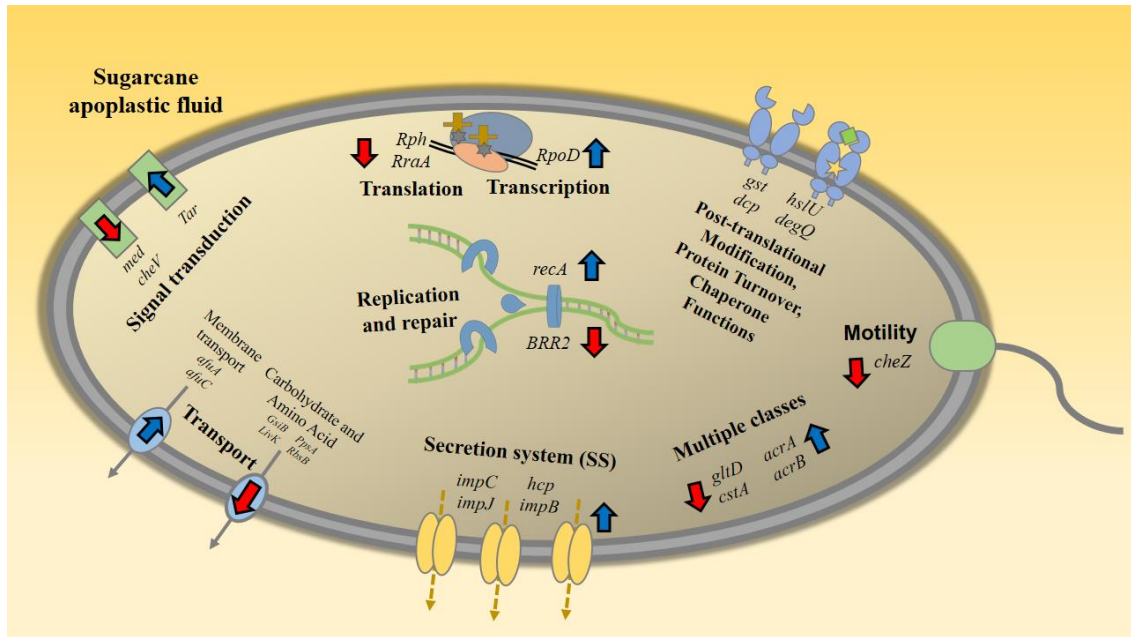 Sugarcane
apoplastic fluid
Rph
RraA
Translation
RpoD
Transcription
gst
dcp
hslU
degQ
Post-translational
Modification,
Protein Turnover,
Chaperone
Functions
Tar
med
cheV
Signal transduction
Replication
and repair
recA
BRR2
Motility
cheZ
Membrane
transport
afuA
afuC
Carbohydrate and
Amino Acid
GsiB PpsA
LivK RbsB
Transport
Secretion system (SS)
impC hcp
impJ impB
Multiple classes
gltD
cstA
acrA
acrB